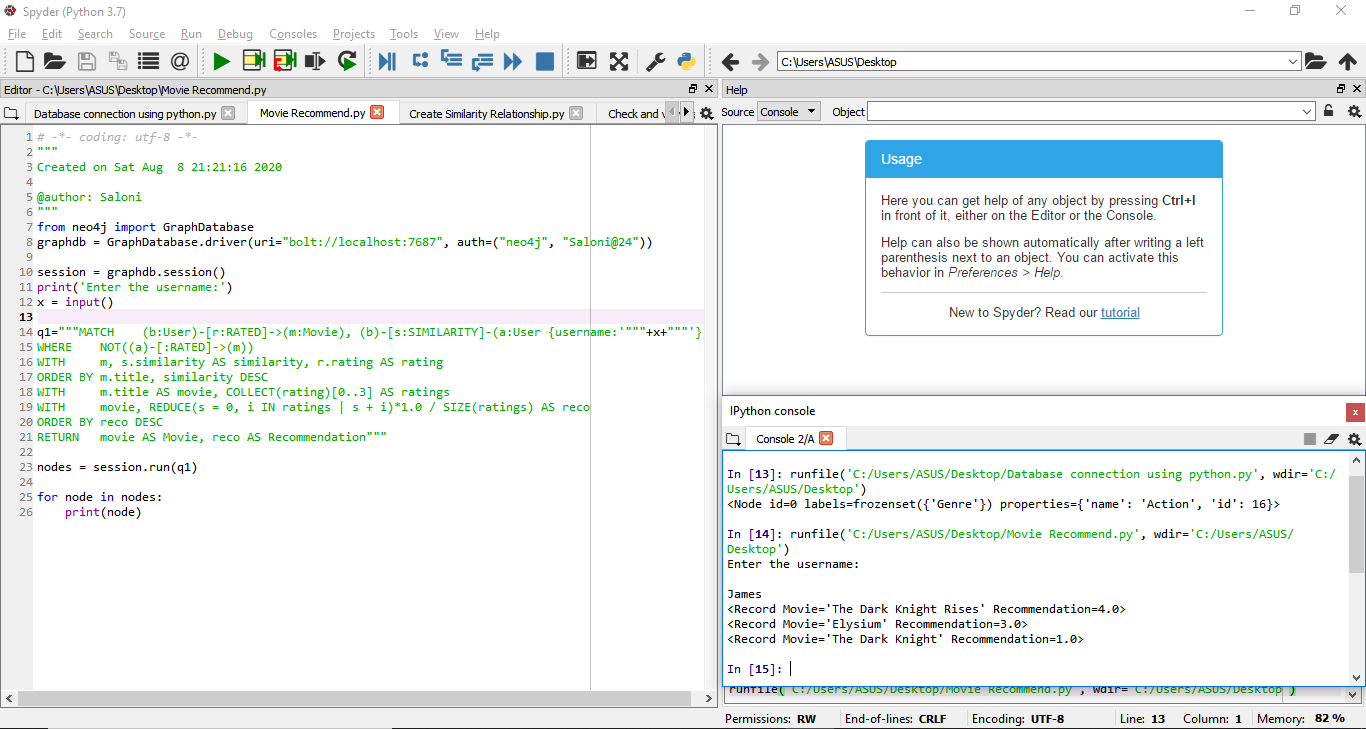 Spyder (Python 3.7)
File Edit Search Source Run Debug Consoles Projects Tools View Help
C:\Users\ASUS\Desktop
Editor - C:\Users\ASUS\Desktop\Movie Recommend.py
Database connection using python.py Movie Recommend.py Create Similarity Relationship.py Check and
1 # -*- coding: utf-8 -*-
2 """
3 Created on Sat Aug  8 21:21:16 2020
4
5 @author: Saloni
6 """
7 from neo4j import GraphDatabase
8 graphdb = GraphDatabase.driver(uri="bolt://localhost:7687", auth=("neo4j", "Saloni@24"))
9
10 session = graphdb.session()
11 print('Enter the username:')
12 x = input()
13
14 q1="""MATCH    (b:User)-[r:RATED]->(m:Movie), (b)-[s:SIMILARITY]-(a:User {username:'"""+x+"""'}
15 WHERE    NOT((a)-[:RATED]->(m))
16 WITH     m, s.similarity AS similarity, r.rating AS rating
17 ORDER BY m.title, similarity DESC
18 WITH     m.title AS movie, COLLECT(rating)[0..3] AS ratings
19 WITH     movie, REDUCE(s = 0, i IN ratings | s + i)*1.0 / SIZE(ratings) AS reco
20 ORDER BY reco DESC
21 RETURN   movie AS Movie, reco AS Recommendation"""
22
23 nodes = session.run(q1)
24
25 for node in nodes:
26     print(node)
Help
Source Console Object
Usage
Here you can get help of any object by pressing Ctrl+I
in front of it, either on the Editor or the Console.
Help can also be shown automatically after writing a left
parenthesis next to an object. You can activate this
behavior in Preferences > Help.
New to Spyder? Read our tutorial
IPython console
Console 2/A
In [13]: runfile('C:/Users/ASUS/Desktop/Database connection using python.py', wdir='C:/
Users/ASUS/Desktop')
<Node id=0 labels=frozenset({'Genre'}) properties={'name': 'Action', 'id': 16}>
In [14]: runfile('C:/Users/ASUS/Desktop/Movie Recommend.py', wdir='C:/Users/ASUS/
Desktop')
Enter the username:
James
<Record Movie='The Dark Knight Rises' Recommendation=4.0>
<Record Movie='Elysium' Recommendation=3.0>
<Record Movie='The Dark Knight' Recommendation=1.0>
In [15]:
runfile('C:/Users/ASUS/Desktop/Movie Recommend.py', wdir='C:/Users/ASUS/Desktop')
Permissions: RW End-of-lines: CRLF Encoding: UTF-8 Line: 13 Column: 1 Memory: 82 %